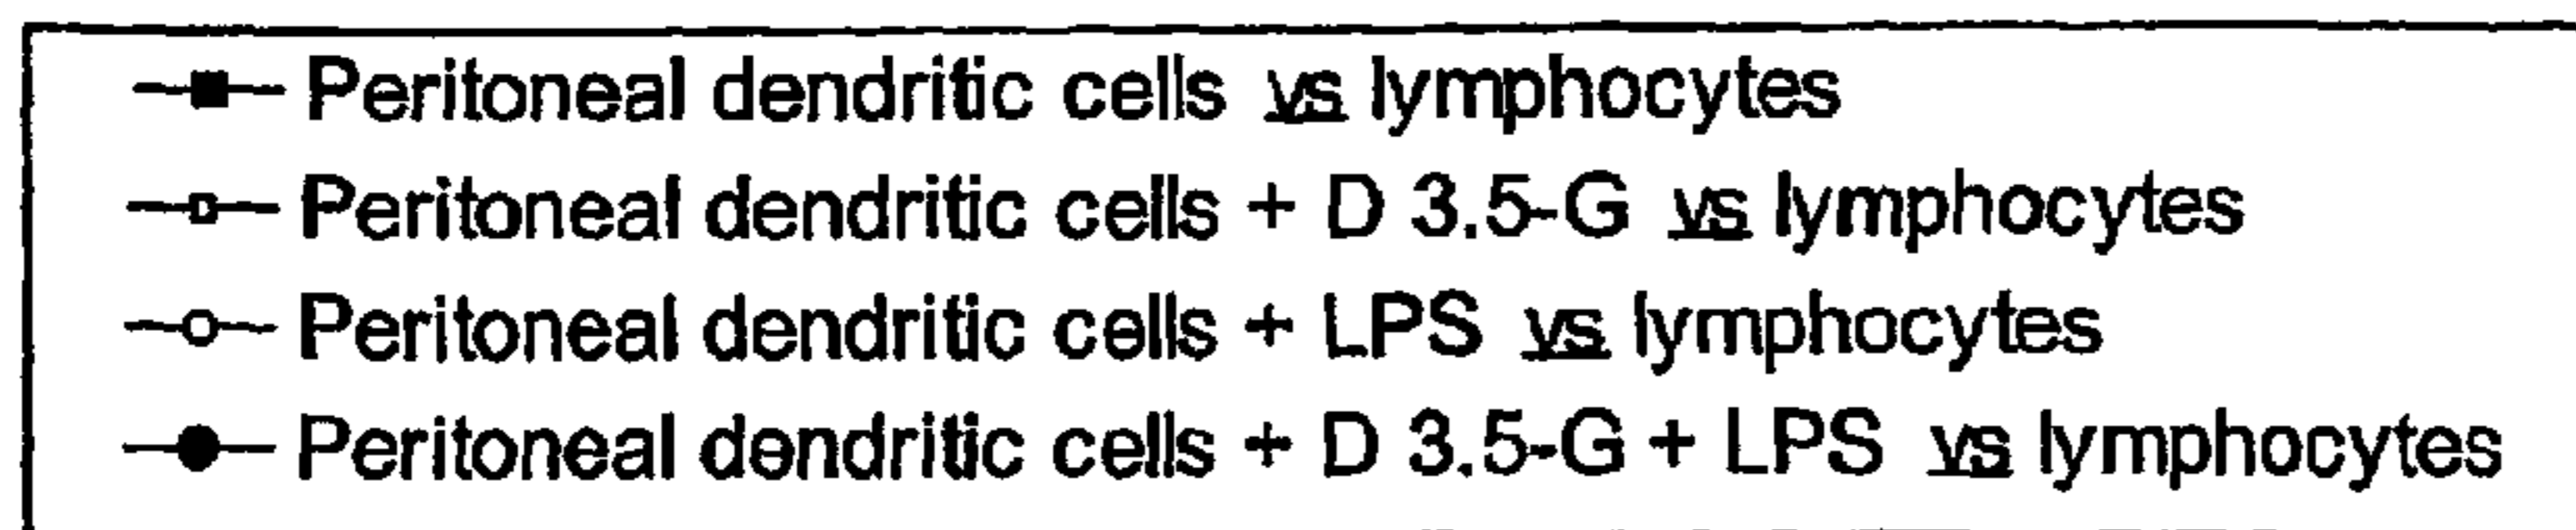 Peritoneal dendritic cells vs lymphocytes
Peritoneal dendritic cells + D 3.5-G vs lymphocytes
Peritoneal dendritic cells + LPS vs lymphocytes
Peritoneal dendritic cells + D 3.5-G + LPS vs lymphocytes